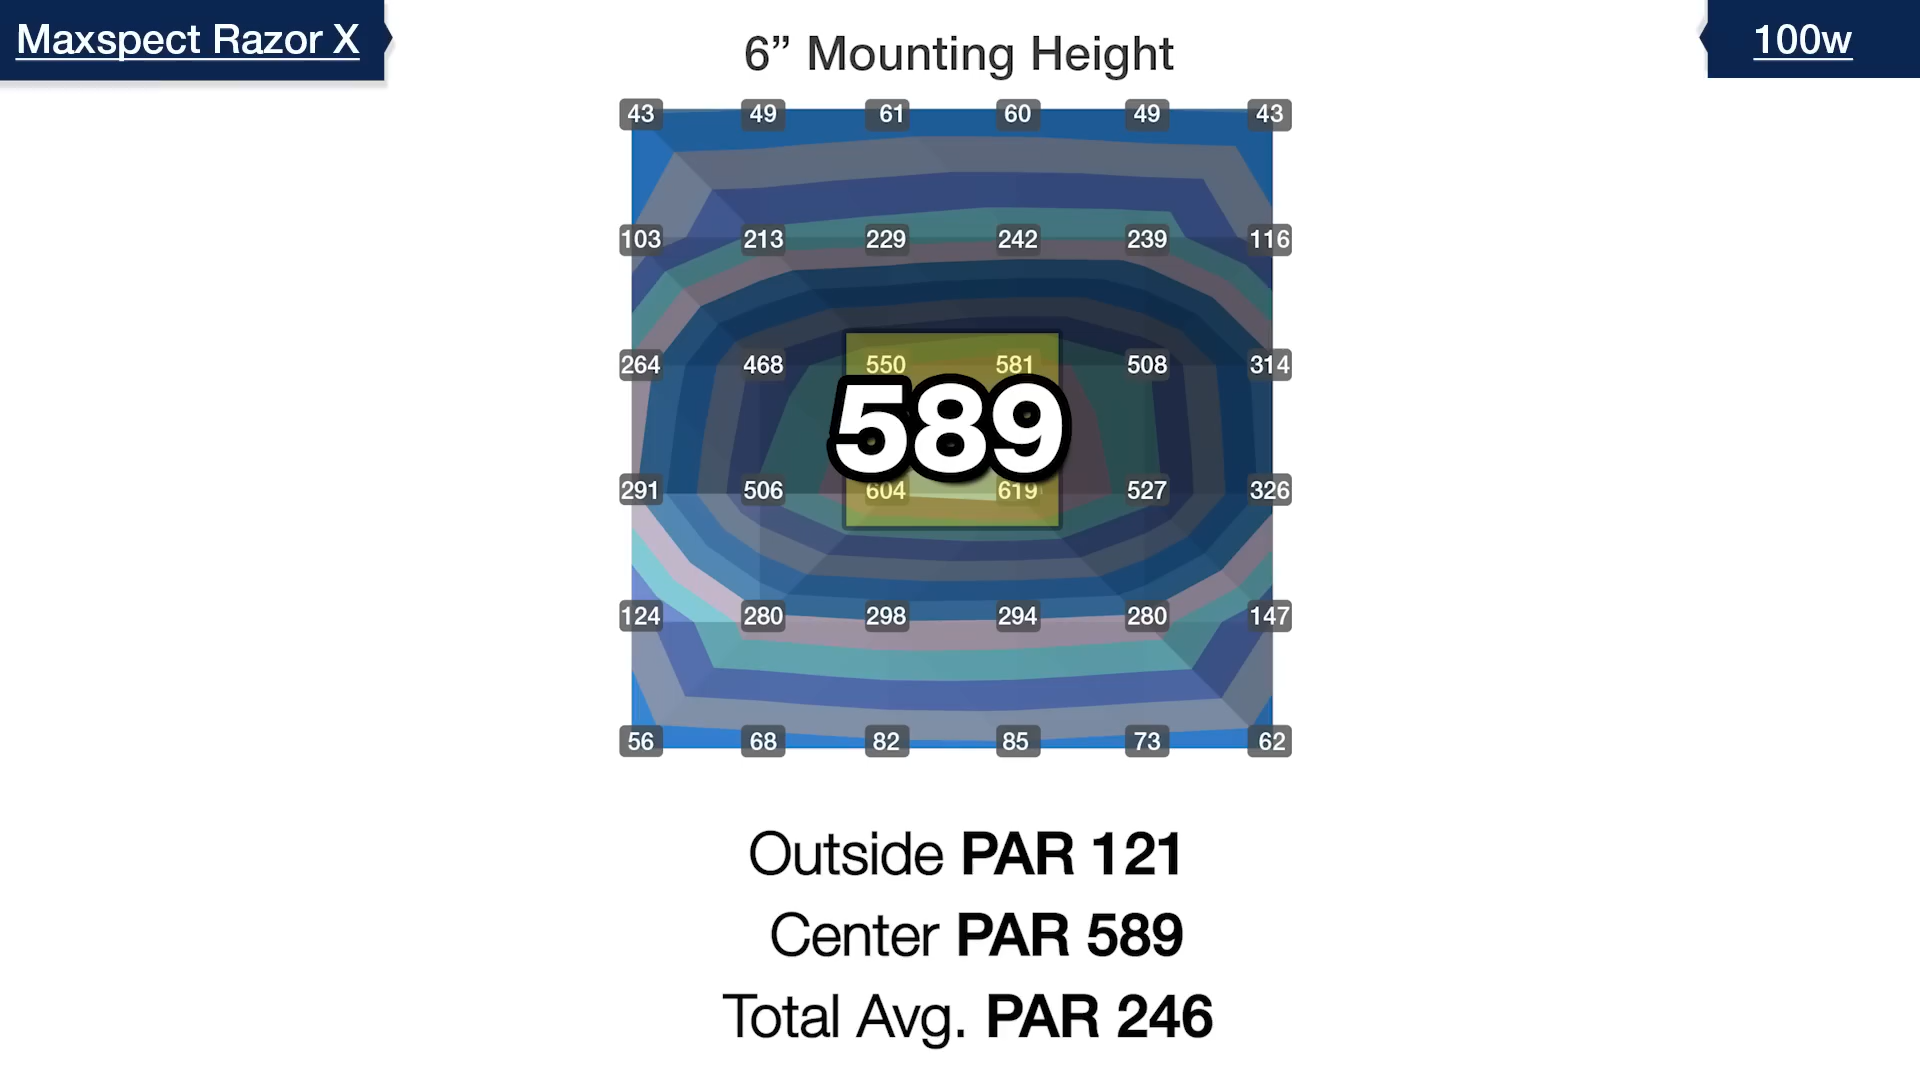 Maxspect Razor X
6” Mounting Height
100w
43 49 61 60 49 43
103 213 229 242 239 116
264 468 550 581 508 314
589
291 506 604 619 527 326
124 280 298 294 280 147
56 68 82 85 73 62
Outside PAR 121
Center PAR 589
Total Avg. PAR 246